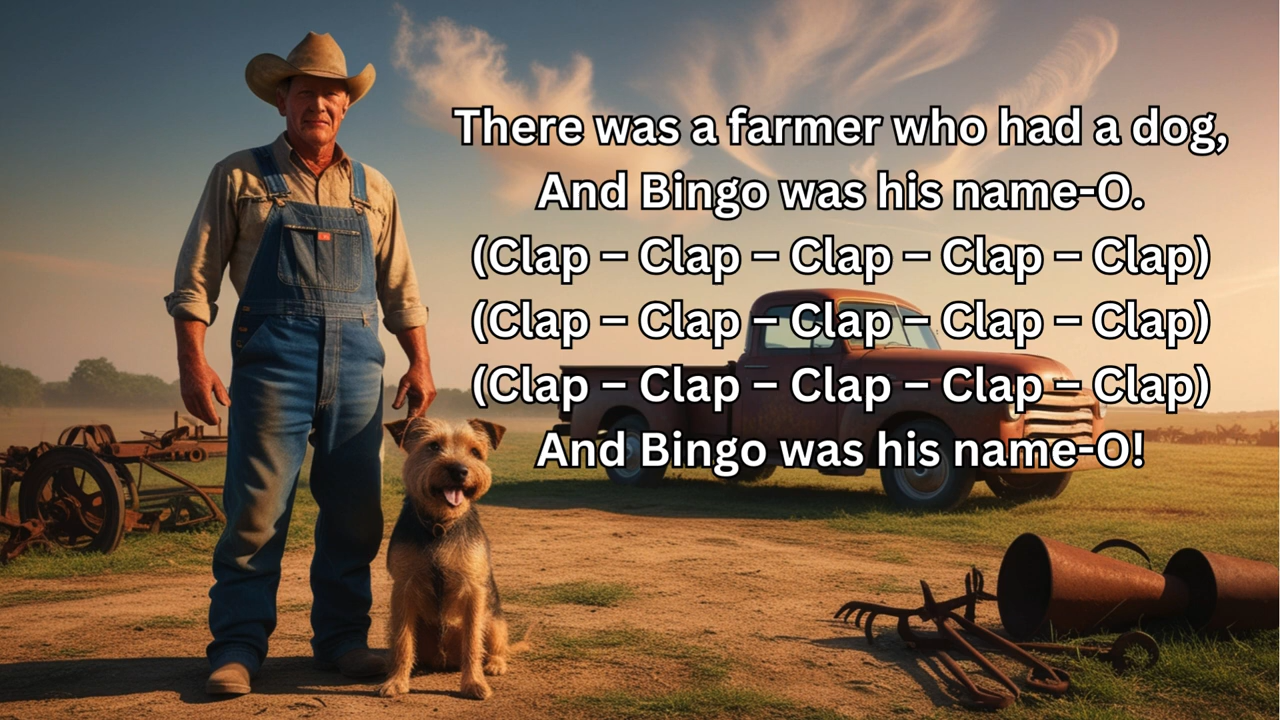 There was a farmer who had a dog,
And Bingo was his name-O.
(Clap – Clap – Clap – Clap – Clap)
(Clap – Clap – Clap – Clap – Clap)
(Clap – Clap – Clap – Clap – Clap)
And Bingo was his name-O!